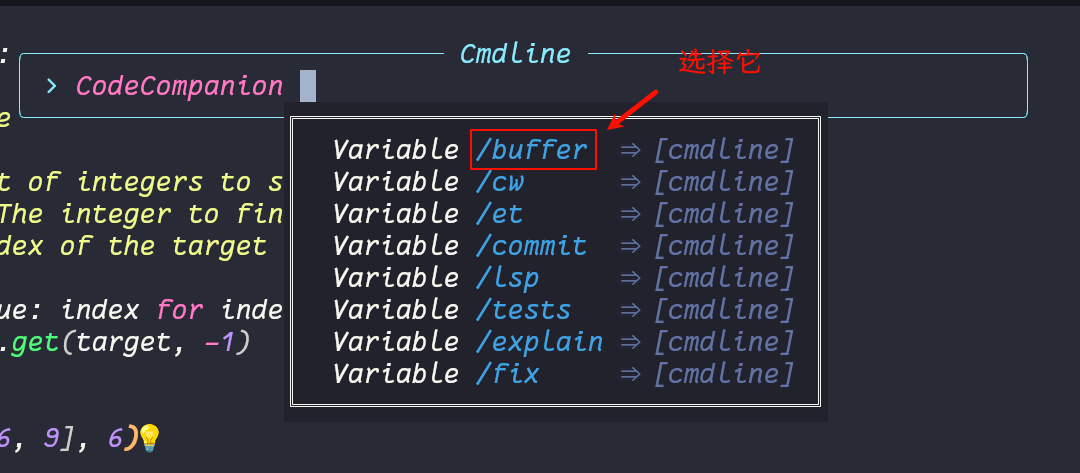 :
Cmdline
选择它
> CodeCompanion
e
Variable /buffer ⇒ [cmdline]
t of integers to s
Variable /cw ⇒ [cmdline]
The integer to fin
Variable /et ⇒ [cmdline]
dex of the target
Variable /commit ⇒ [cmdline]
Variable /lsp ⇒ [cmdline]
ue: index for inde
Variable /tests ⇒ [cmdline]
.get(target, -1)
Variable /explain ⇒ [cmdline]
Variable /fix ⇒ [cmdline]
6, 9], 6)💡